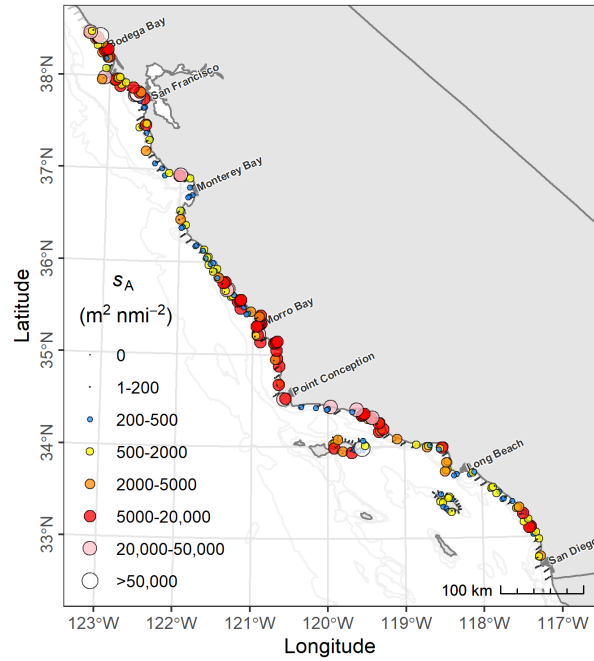 Bodega Bay
San Francisco
Monterey Bay
Morro Bay
Point Conception
Long Beach
San Diego
38°N
37°N
36°N
35°N
34°N
33°N
Latitude
sA
(m² nmi⁻²)
0
1-200
200-500
500-2000
2000-5000
5000-20,000
20,000-50,000
>50,000
100 km
123°W 122°W 121°W 120°W 119°W 118°W 117°W
Longitude